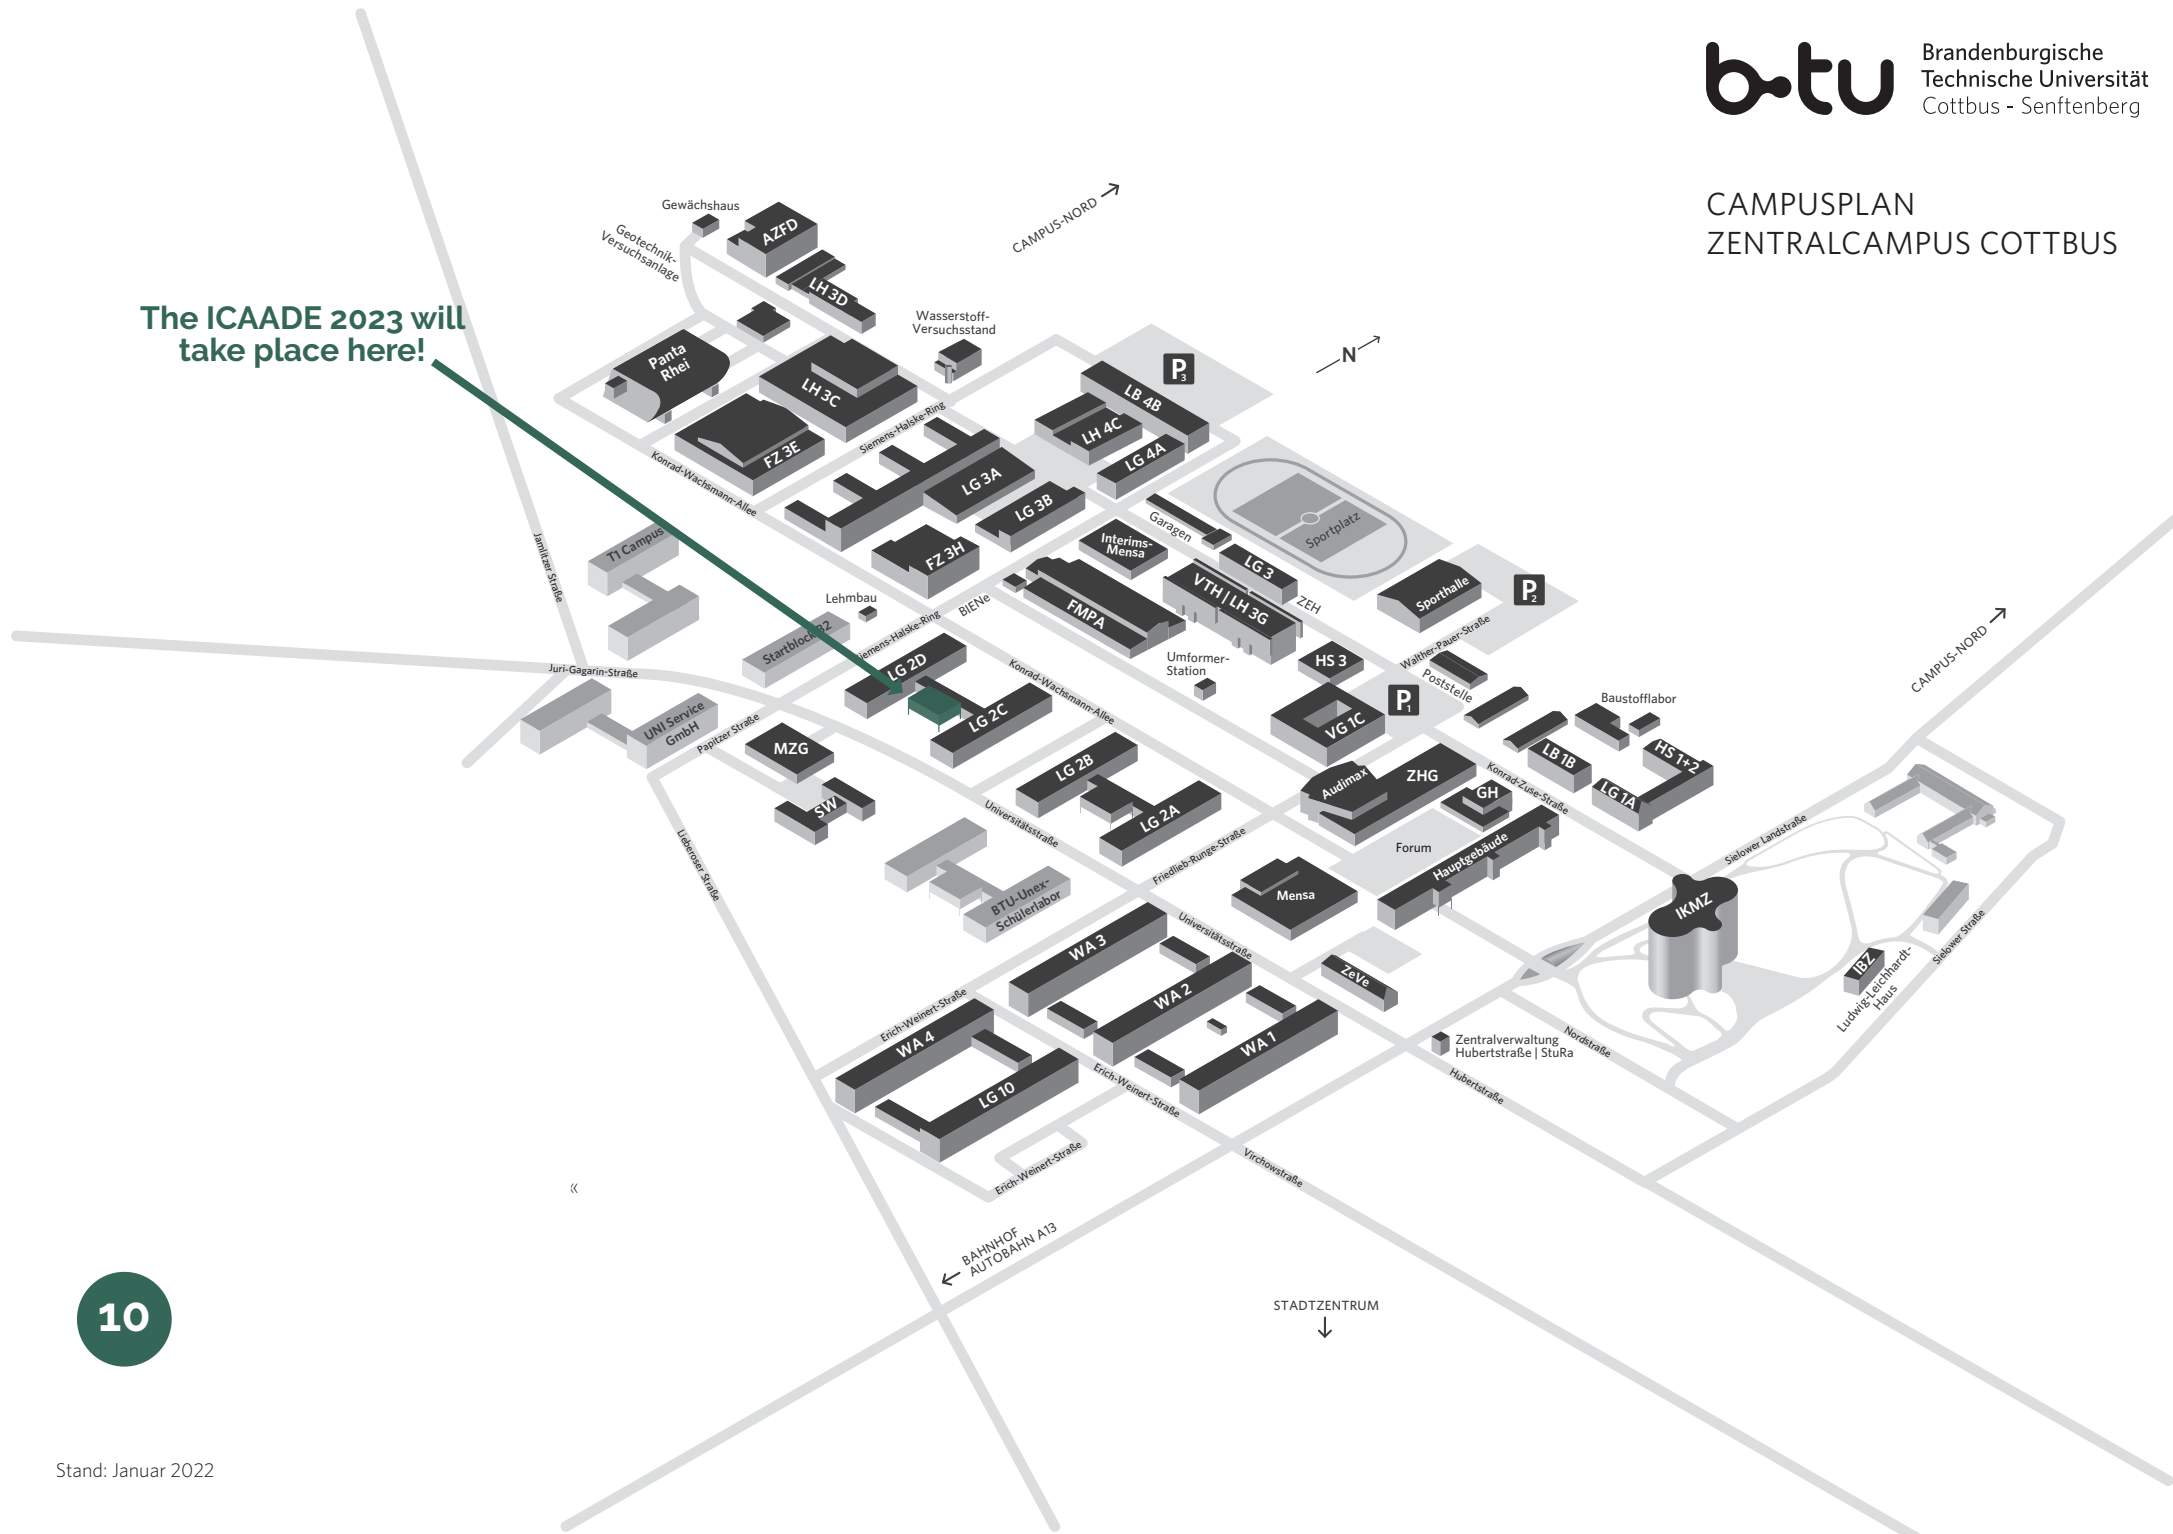 b-tu
Brandenburgische
Technische Universität
Cottbus - Senftenberg
CAMPUSPLAN
ZENTRALCAMPUS COTTBUS
CAMPUS-NORD
Gewächshaus
AZFD
Geotechnik-
Versuchsanlage
LH 3D
The ICAADE 2023 will
take place here!
Wasserstoff-
Versuchsstand
N
Panta
Rhei
LH 3C
P3
LB 4B
LH 4C
LG 4A
Siemens-Halske-Ring
FZ 3E
Konrad-Wachsmann-Allee
LG 3A
LG 3B
Garagen
Sportplatz
Interims-
Mensa
LG 3
T1 Campus
Jamlitzer Straße
FZ 3H
BIENe
VTH | LH 3G
ZEH
Sporthalle
P2
FMPA
Lehmbau
Startblock B2
Siemens-Halske-Ring
Walther-Pauer-Straße
CAMPUS-NORD
Umformer-
Station
HS 3
Poststelle
Juri-Gagarin-Straße
LG 2D
Konrad-Wachsmann-Allee
P1
Baustofflabor
UNI Service
GmbH
Papitzer Straße
LG 2C
VG 1C
MZG
LB 1B
HS 1+2
LG 2B
Audimax
ZHG
GH
Konrad-Zuse-Straße
LG 1A
SW
Universitätsstraße
LG 2A
Forum
Hauptgebäude
Sielower Landstraße
Lieberoser Straße
Friedlieb-Runge-Straße
BTU-Unex-
Schülerlabor
Mensa
IKMZ
WA 3
Universitätsstraße
Sielower Straße
ZeVe
IBZ
Ludwig-Leichhardt-
Haus
WA 2
Erich-Weinert-Straße
WA 4
WA 1
Zentralverwaltung
Hubertstraße | StuRa
Nordstraße
LG 10
Erich-Weinert-Straße
Hubertstraße
Erich-Weinert-Straße
Virchowstraße
«
BAHNHOF
AUTOBAHN A13
STADTZENTRUM
10
Stand: Januar 2022